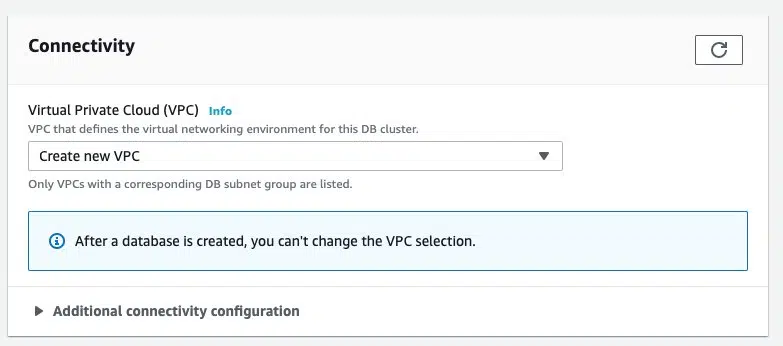 Connectivity
Virtual Private Cloud (VPC) Info
VPC that defines the virtual networking environment for this DB cluster.
Create new VPC
Only VPCs with a corresponding DB subnet group are listed.
After a database is created, you can't change the VPC selection.
Additional connectivity configuration